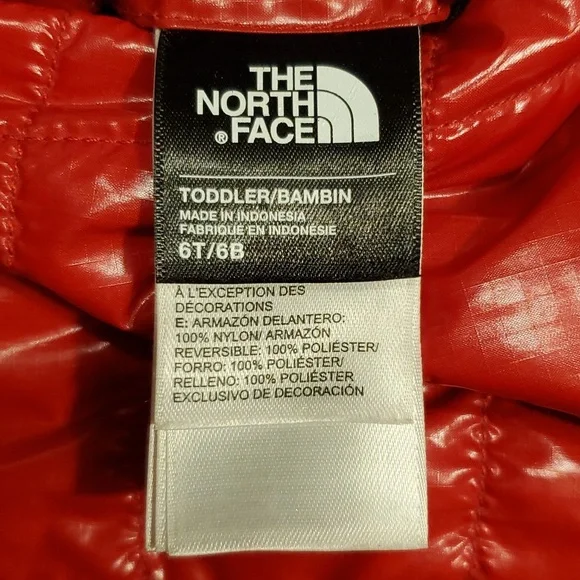 THE
NORTH
® FACE
TODDLER/BAMBIN
MADE IN INDONESIA
FABRIQUÉ EN INDONÉSIE
6T/6B
À L'EXCEPTION DES
DÉCORATIONS
E: ARMAZÓN DELANTERO:
100% NYLON/ ARMAZÓN
REVERSIBLE: 100% POLIÉSTER/
FORRO: 100% POLIÉSTER/
RELLENO: 100% POLIÉSTER
EXCLUSIVO DE DECORACIÓN